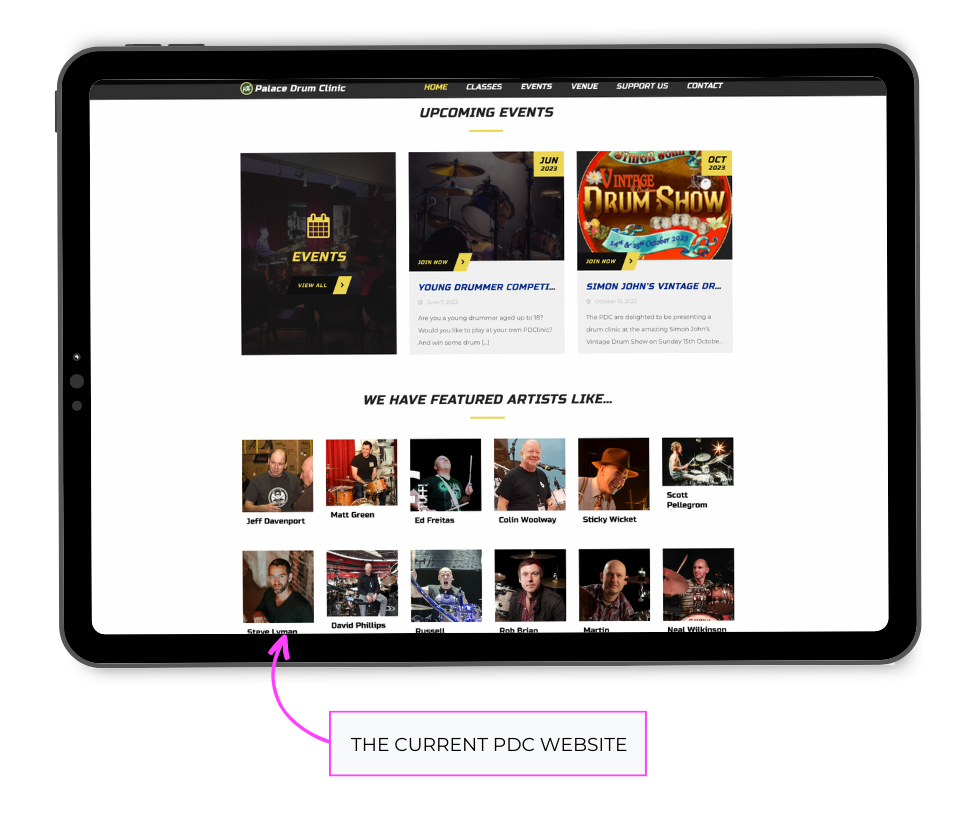 Palace Drum Clinic
HOME CLASSES EVENTS VENUE SUPPORT US CONTACT
UPCOMING EVENTS
EVENTS
VIEW ALL
JUN
2023
JOIN NOW
YOUNG DRUMMER COMPETI...
June 7, 2023
Are you a young drummer aged up to 18?
Would you like to play at your own PDClinic?
And win some drum [...]
SIMON JOHN'S
VINTAGE
DRUM SHOW
14th & 15th October 2023
OCT
2023
JOIN NOW
SIMON JOHN'S VINTAGE DR...
October 15, 2023
The PDC are delighted to be presenting a
drum clinic at the amazing Simon John's
Vintage Drum Show on Sunday 15th Octobe...
WE HAVE FEATURED ARTISTS LIKE...
Jeff Davenport
Matt Green
Ed Freitas
Colin Woolway
Sticky Wicket
Scott
Pellegrom
Steve Lyman
David Phillips
Russell
Rob Brian
Martin
Neal Wilkinson
THE CURRENT PDC WEBSITE